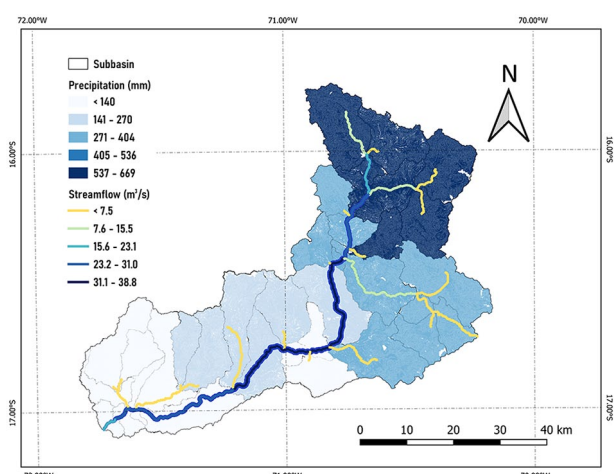 72.00°W 71.00°W 70.00°W
N
Subbasin
Precipitation (mm)
< 140
141 - 270
271 - 404
405 - 536
537 - 669
Streamflow (m³/s)
< 7.5
7.6 - 15.5
15.6 - 23.1
23.2 - 31.0
31.1 - 38.8
16.00°S 16.00°S
17.00°S 17.00°S
0 10 20 30 40 km